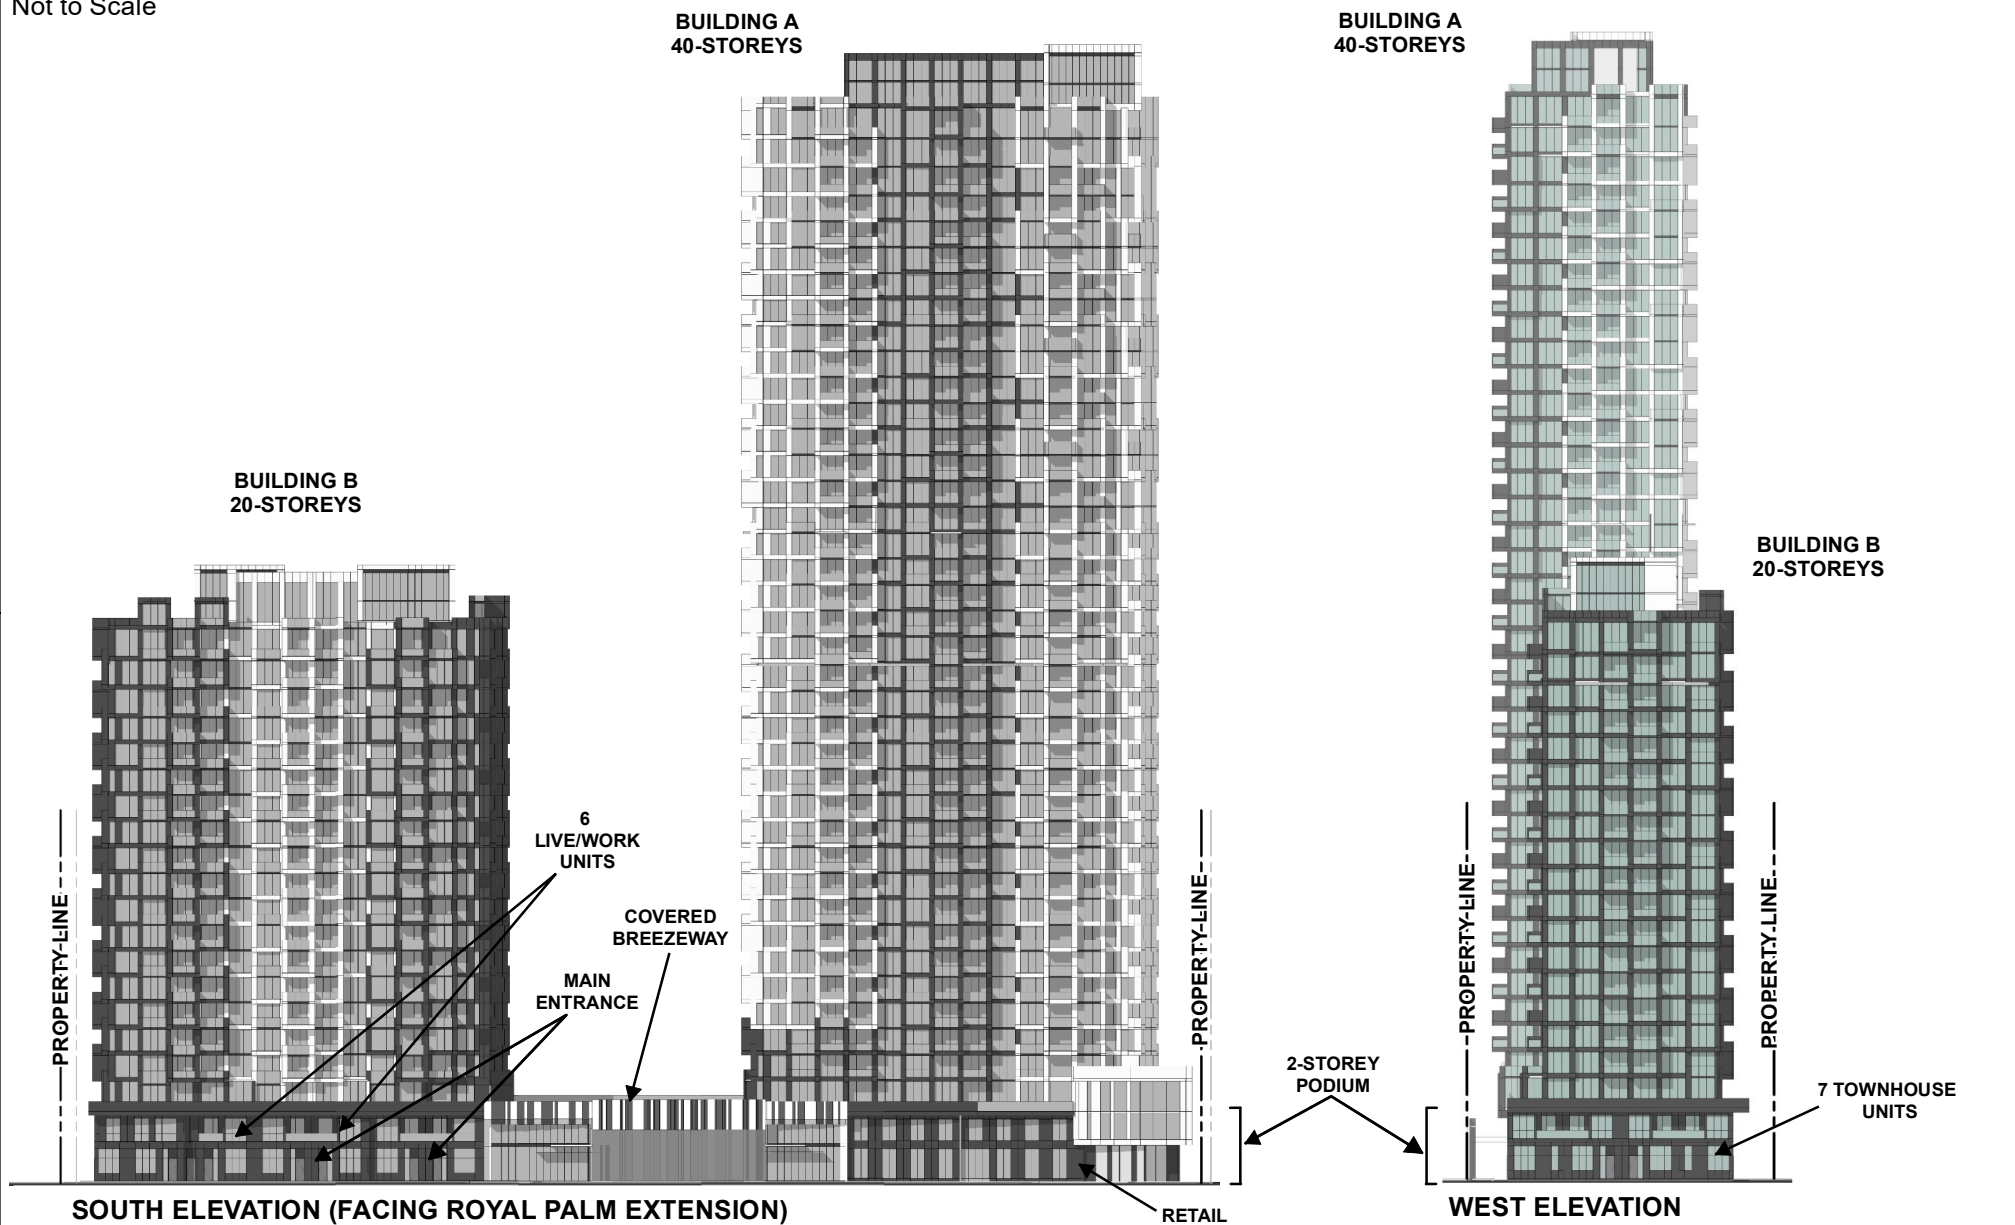 Not to Scale
BUILDING A
40-STOREYS
BUILDING A
40-STOREYS
BUILDING B
20-STOREYS
BUILDING B
20-STOREYS
6
LIVE/WORK
UNITS
COVERED
BREEZEWAY
MAIN
ENTRANCE
PROPERTY LINE
PROPERTY LINE
PROPERTY LINE
PROPERTY LINE
2-STOREY
PODIUM
7 TOWNHOUSE
UNITS
RETAIL
SOUTH ELEVATION (FACING ROYAL PALM EXTENSION)
WEST ELEVATION